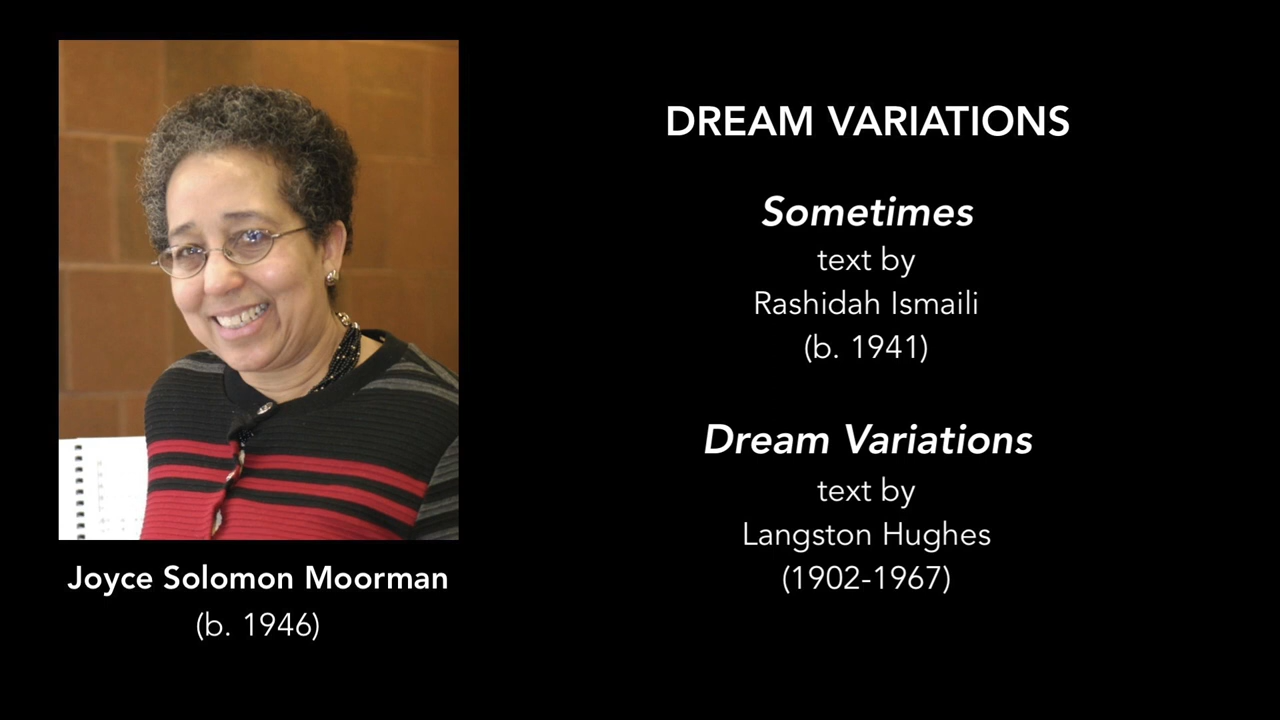 DREAM VARIATIONS
Sometimes
text by
Rashidah Ismaili
(b. 1941)
Dream Variations
text by
Langston Hughes
(1902-1967)
Joyce Solomon Moorman
(b. 1946)